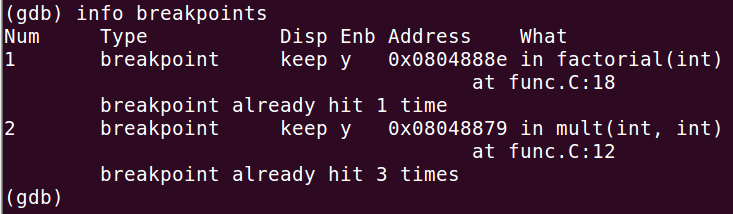 (gdb) info breakpoints
Num     Type           Disp Enb Address    What
1       breakpoint     keep y   0x0804888e in factorial(int)
                                       at func.C:18
        breakpoint already hit 1 time
2       breakpoint     keep y   0x08048879 in mult(int, int)
                                       at func.C:12
        breakpoint already hit 3 times
(gdb)